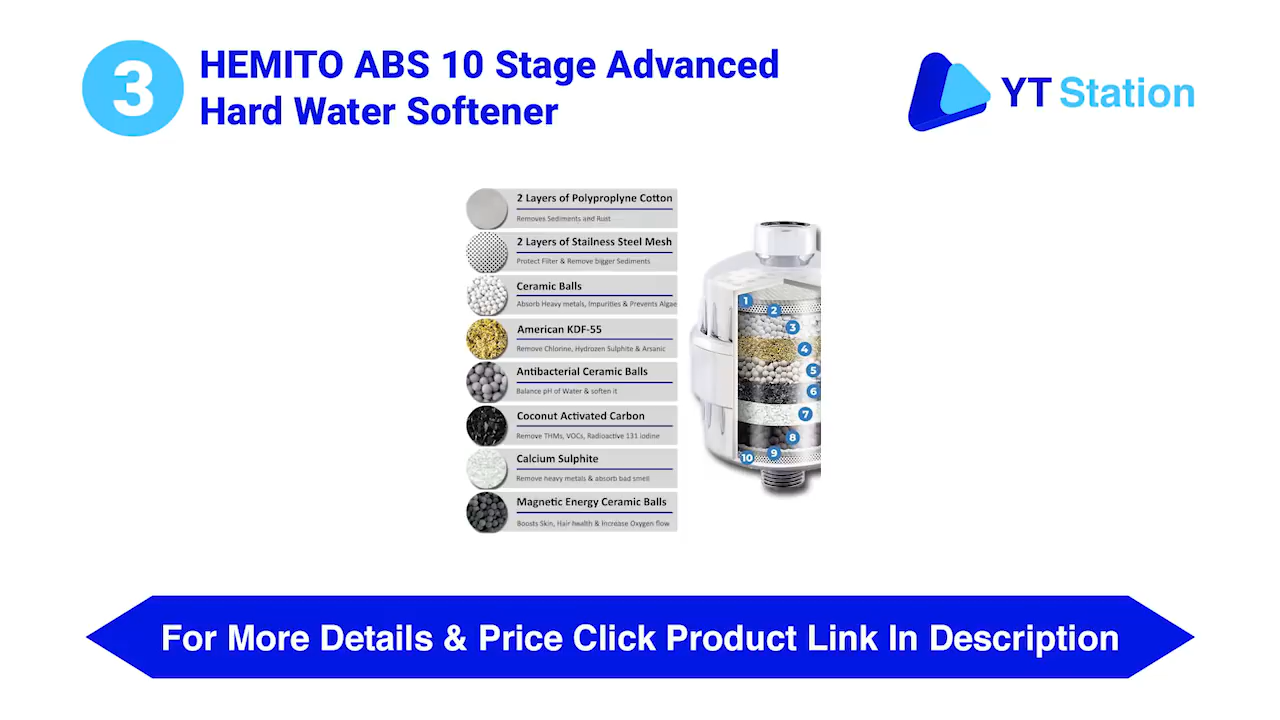 3
HEMITO ABS 10 Stage Advanced
Hard Water Softener
YT Station
2 Layers of Polyproplyne Cotton
Removes Sediments and Rust
2 Layers of Stailness Steel Mesh
Protect Filter & Remove bigger Sediments
Ceramic Balls
Absorb Heavy metals, Impurities & Prevents Algae
American KDF-55
Remove Chlorine, Hydrozen Sulphite & Arsanic
Antibacterial Ceramic Balls
Balance pH of Water & soften it
Coconut Activated Carbon
Remove THMs, VOCs, Radioactive 131 iodine
Calcium Sulphite
Remove heavy metals & absorb bad smell
Magnetic Energy Ceramic Balls
Boosts Skin, Hair health & Increase Oxygen flow
1
2
3
4
5
6
7
8
9
10
For More Details & Price Click Product Link In Description